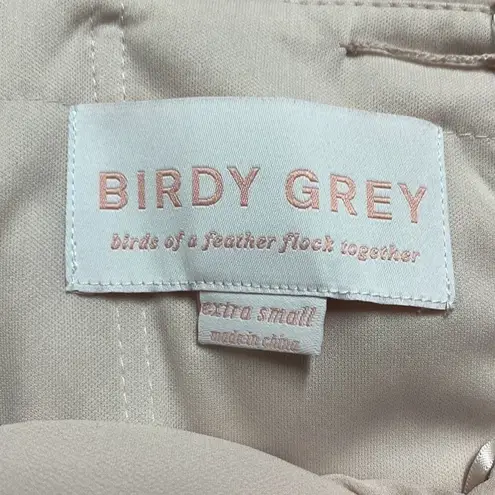 BIRDY GREY
birds of a feather flock together
extra small
made in china